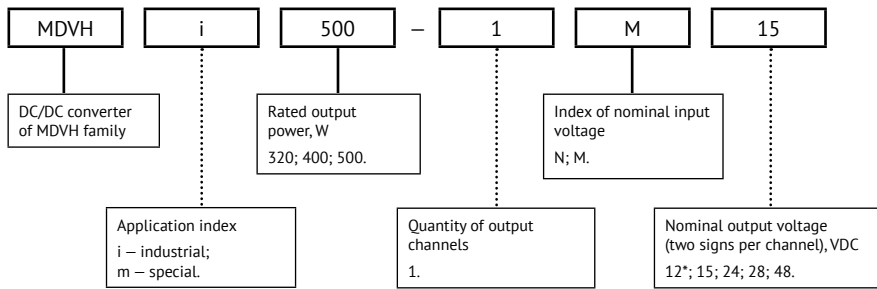 MDVH i 500 – 1 M 15
DC/DC converter
of MDVH family
Rated output
power, W
320; 400; 500.
Index of nominal input
voltage
N; M.
Application index
i – industrial;
m – special.
Quantity of output
channels
1.
Nominal output voltage
(two signs per channel), VDC
12*; 15; 24; 28; 48.